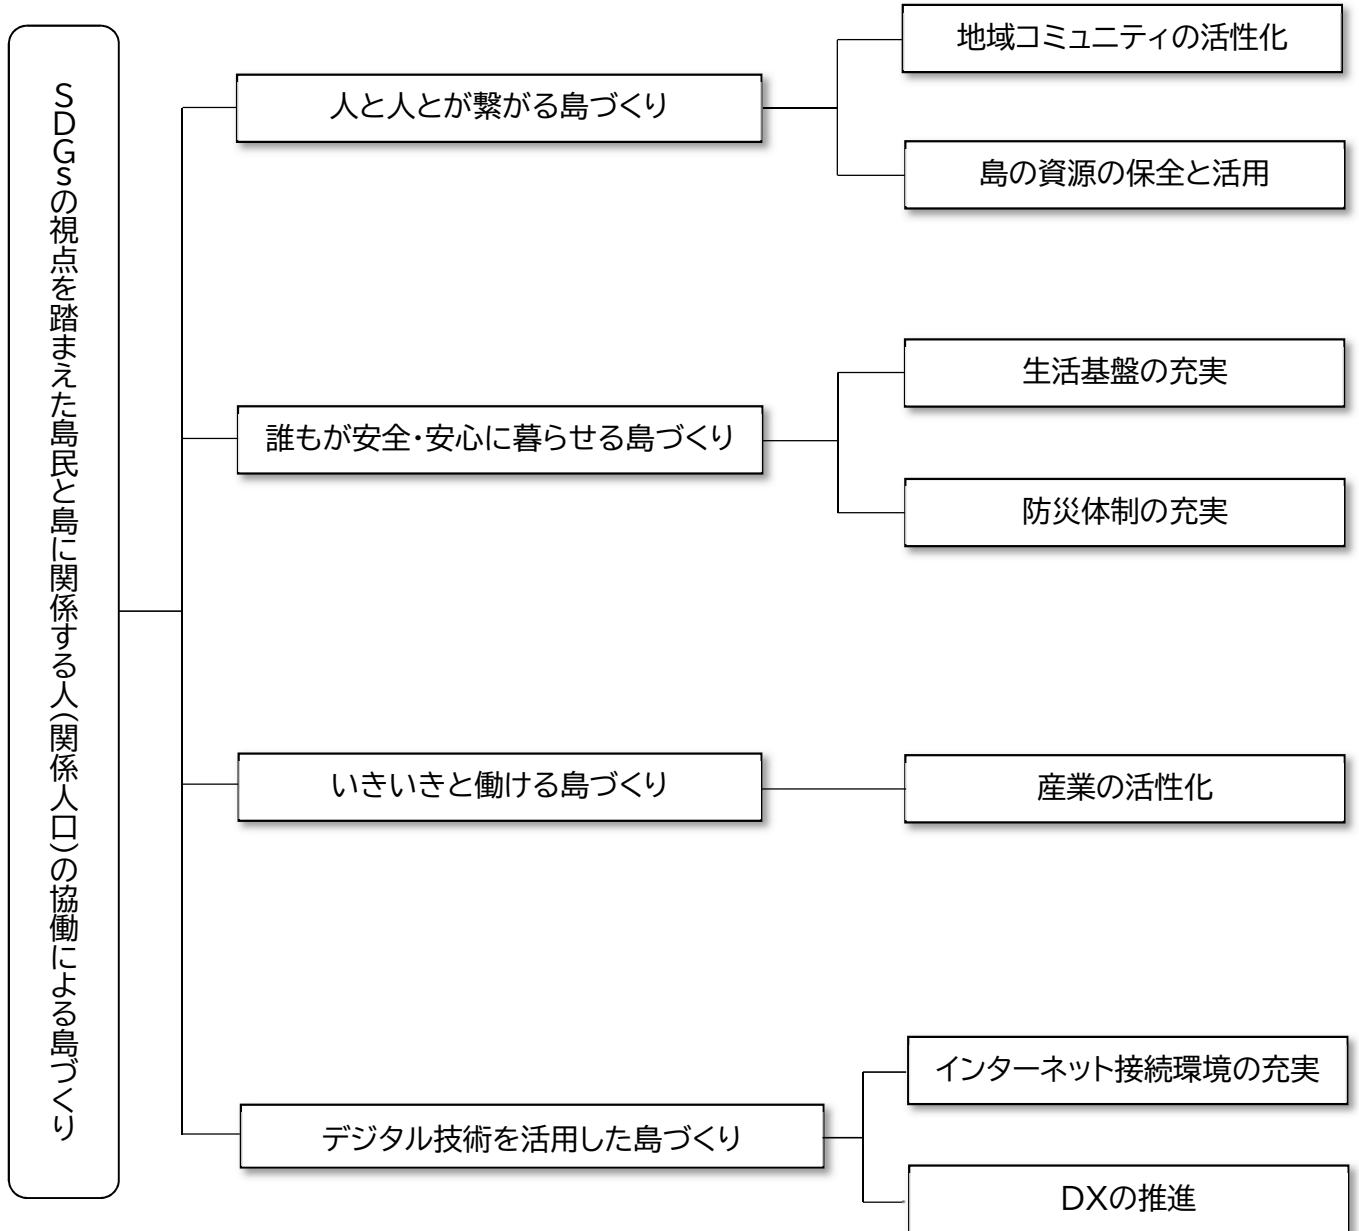 SDGsの視点を踏まえた島民と島に関係する人(関係人口)の協働による島づくり
人と人とが繋がる島づくり
地域コミュニティの活性化
島の資源の保全と活用
誰もが安全・安心に暮らせる島づくり
生活基盤の充実
防災体制の充実
いきいきと働ける島づくり
産業の活性化
デジタル技術を活用した島づくり
インターネット接続環境の充実
DXの推進